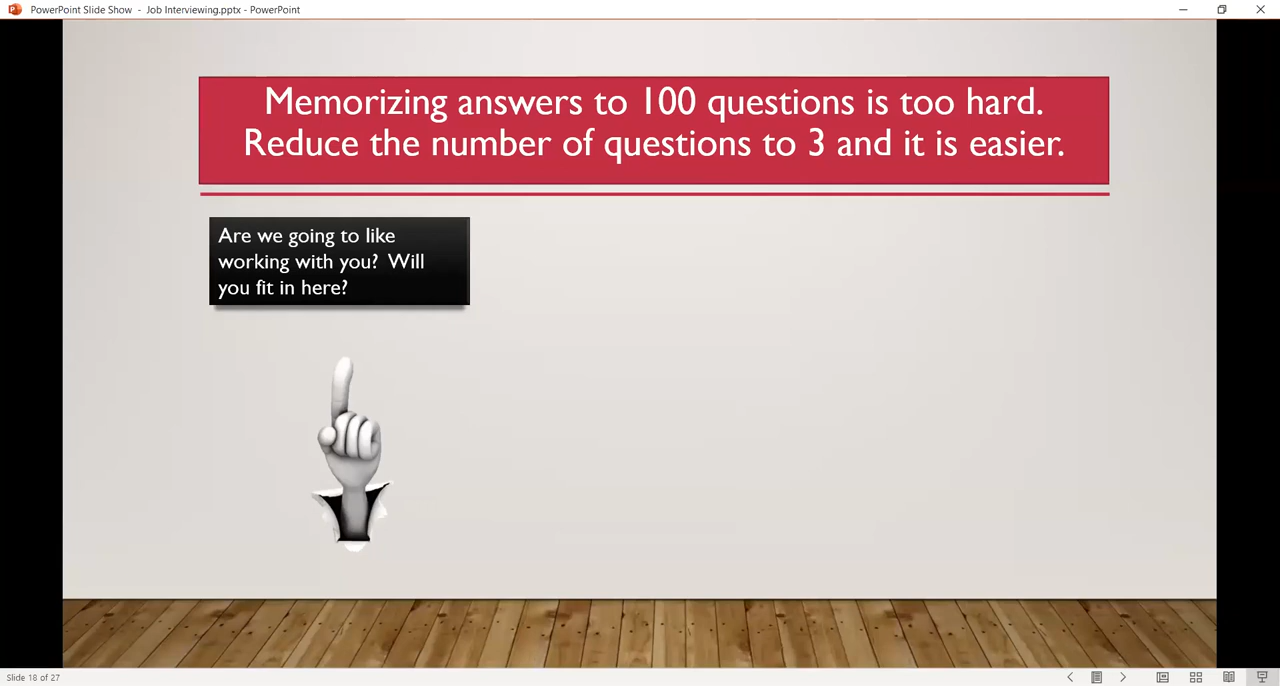 PowerPoint Slide Show - Job Interviewing.pptx - PowerPoint
Memorizing answers to 100 questions is too hard.
Reduce the number of questions to 3 and it is easier.
Are we going to like
working with you? Will
you fit in here?
Slide 18 of 27